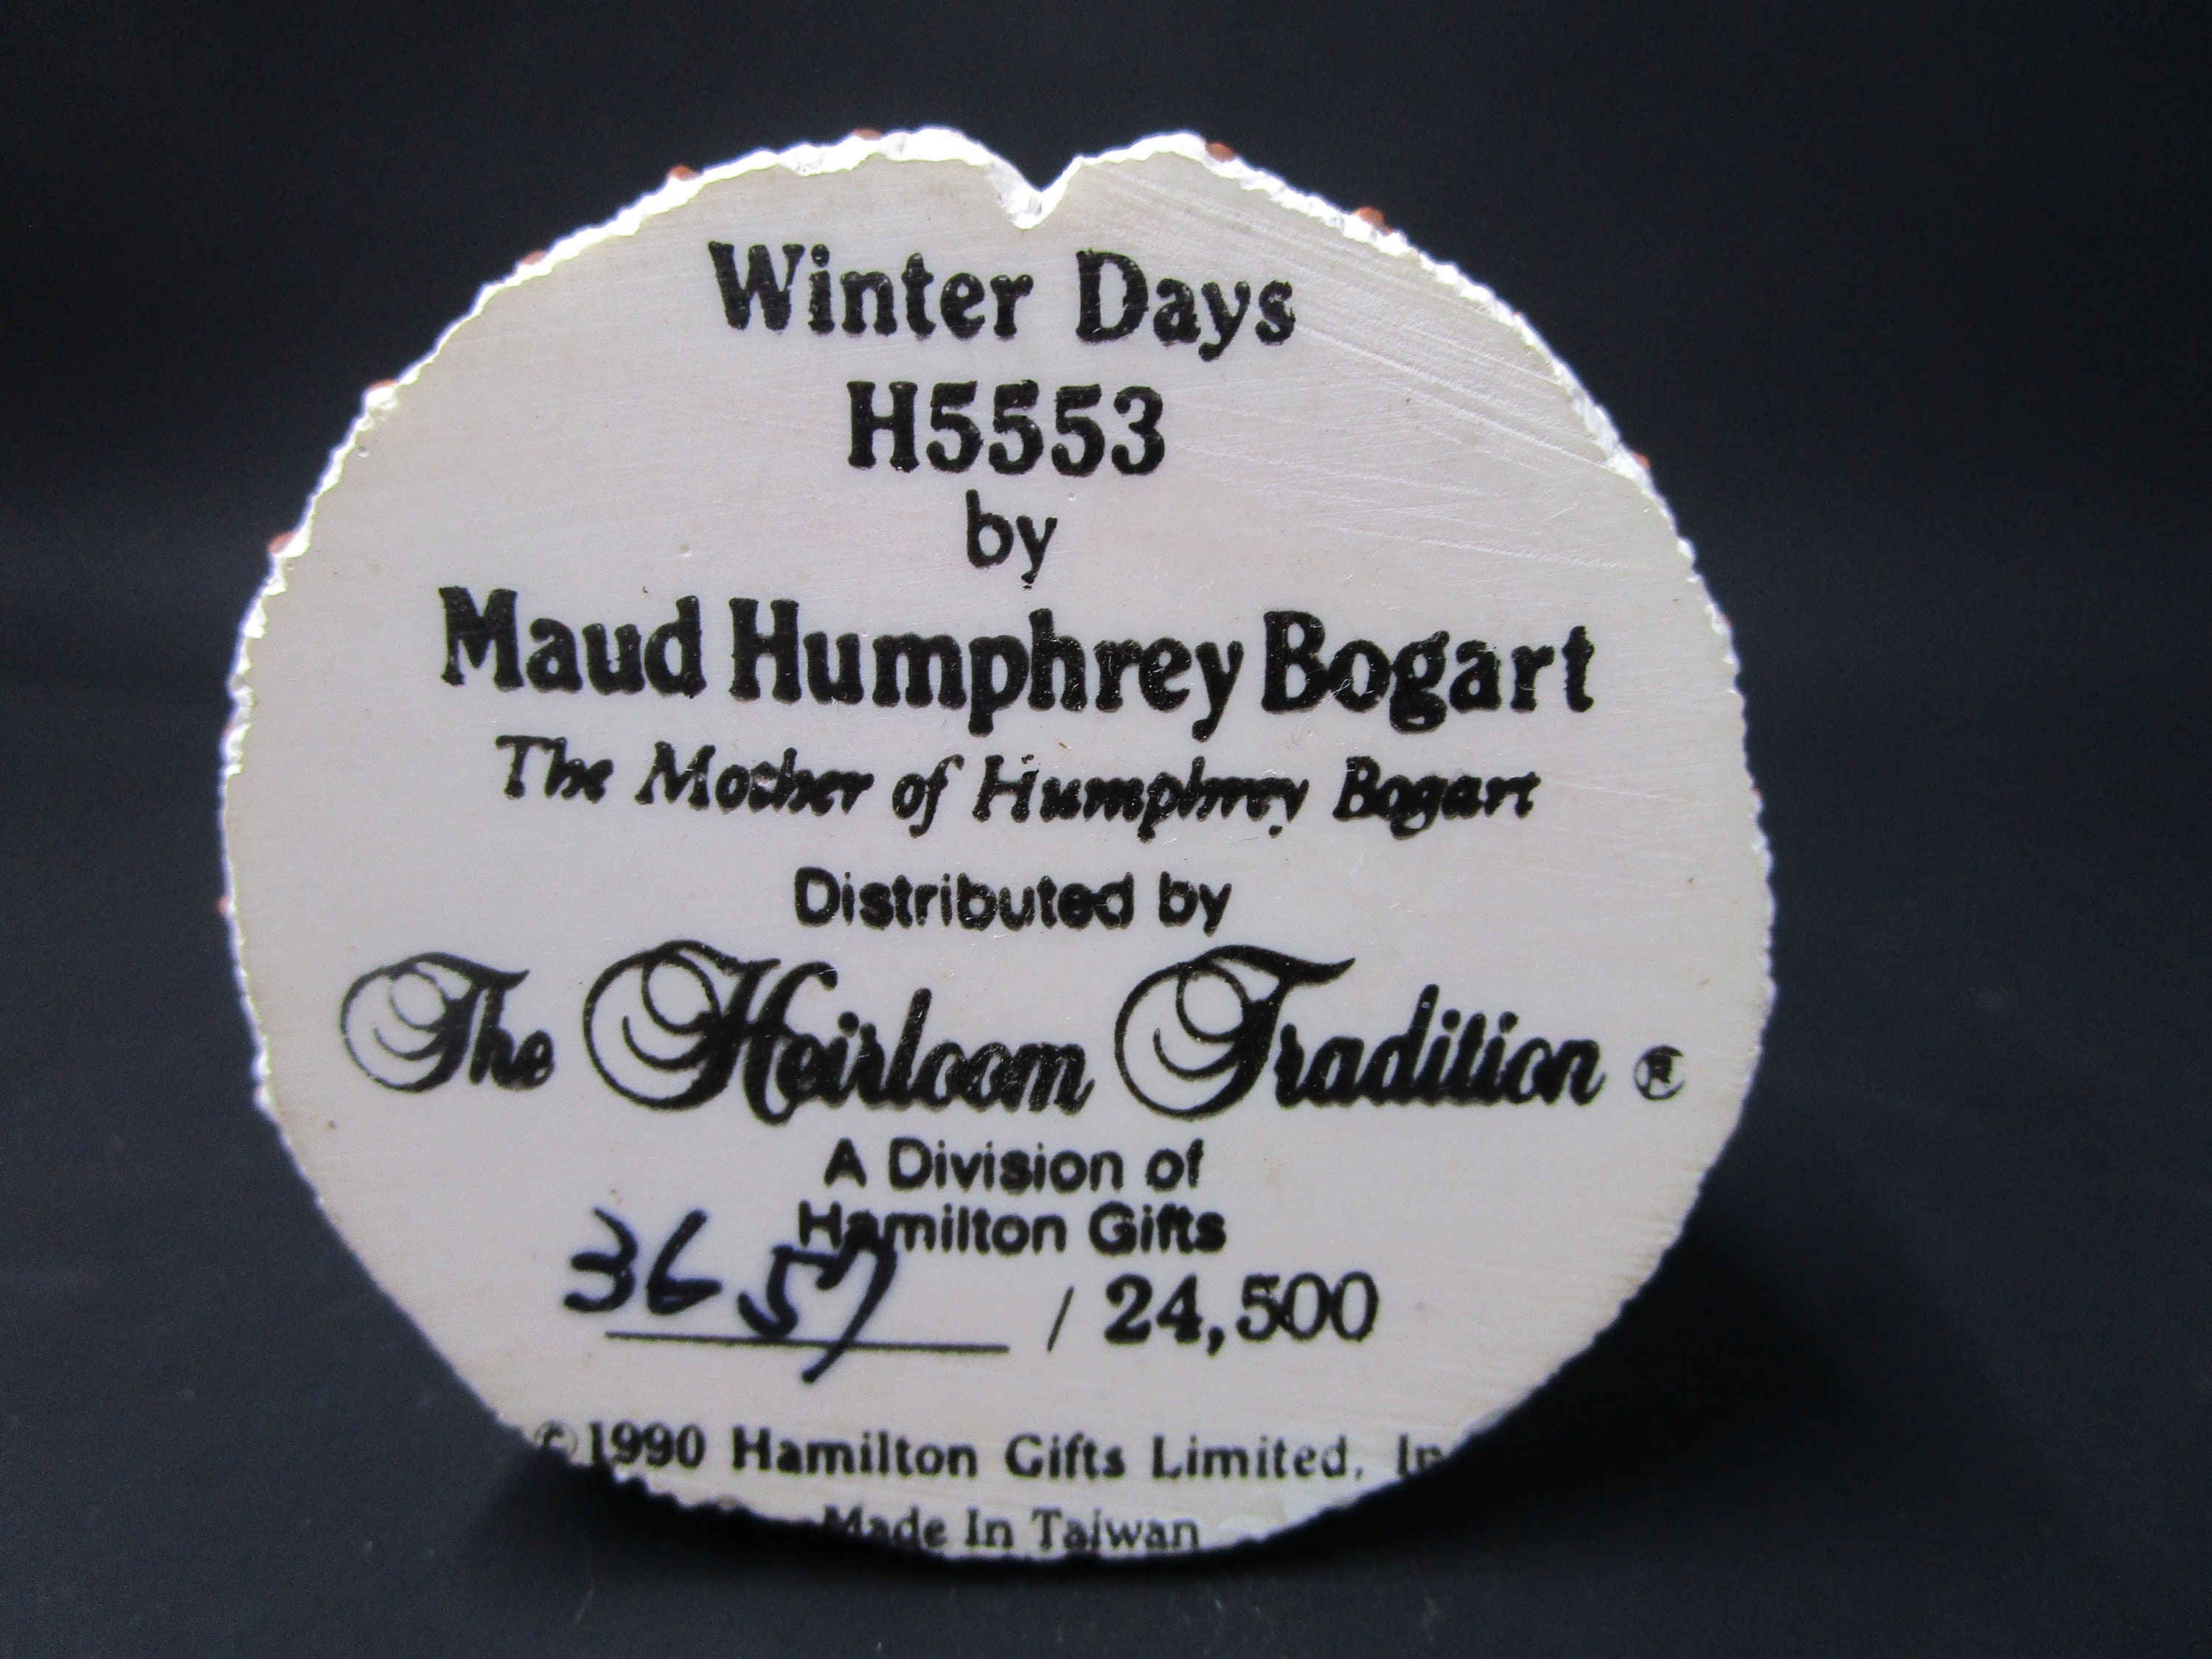 Winter Days
H5553
by
Maud Humphrey Bogart
The Mother of Humphrey Bogart
Distributed by
The Heirloom Tradition ®
A Division of
Hamilton Gifts
3657 / 24,500
©1990 Hamilton Gifts Limited, In
Made In Taiwan